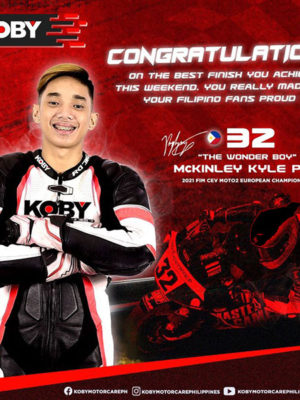 KOBY
CONGRATULATIO
ON THE BEST FINISH YOU ACHIE
THIS WEEKEND. YOU REALLY MAD
YOUR FILIPINO FANS PROUD
32
"THE WONDER BOY"
MCKINLEY KYLE P
2021 FIM CEV MOTO2 EUROPEAN CHAMPION
KOBY
32
KOBYMOTORCAREPH
KOBYMOTORCAREPHILIPPINES
KOBYMOTORCAREPH